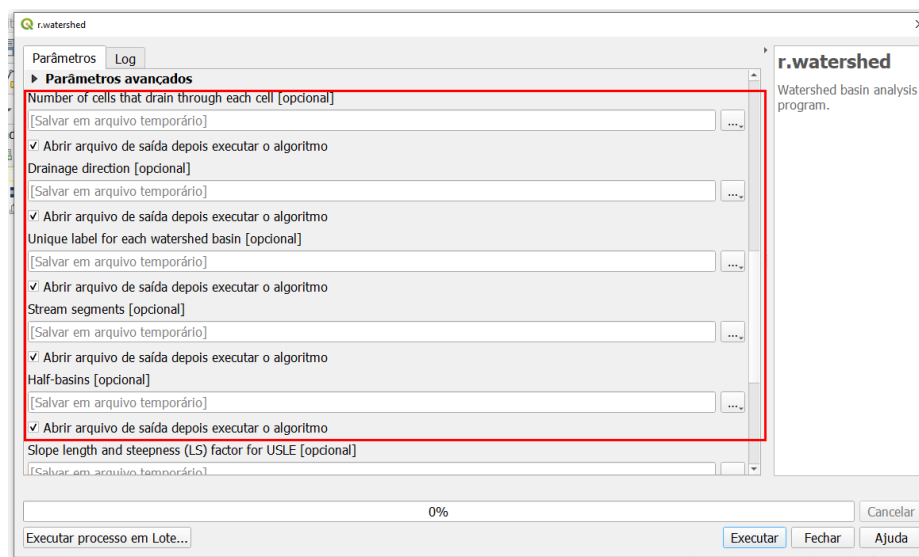 r.watershed
Parâmetros
Log
r.watershed
Parâmetros avançados
Watershed basin analysis
program.
Number of cells that drain through each cell [opcional]
[Salvar em arquivo temporário]
...
Abrir arquivo de saída depois executar o algoritmo
Drainage direction [opcional]
[Salvar em arquivo temporário]
...
Abrir arquivo de saída depois executar o algoritmo
Unique label for each watershed basin [opcional]
[Salvar em arquivo temporário]
...
Abrir arquivo de saída depois executar o algoritmo
Stream segments [opcional]
[Salvar em arquivo temporário]
...
Abrir arquivo de saída depois executar o algoritmo
Half-basins [opcional]
[Salvar em arquivo temporário]
...
Abrir arquivo de saída depois executar o algoritmo
Slope length and steepness (LS) factor for USLE [opcional]
[Salvar em arquivo temporário]
0%
Cancelar
Executar processo em Lote...
Executar
Fechar
Ajuda